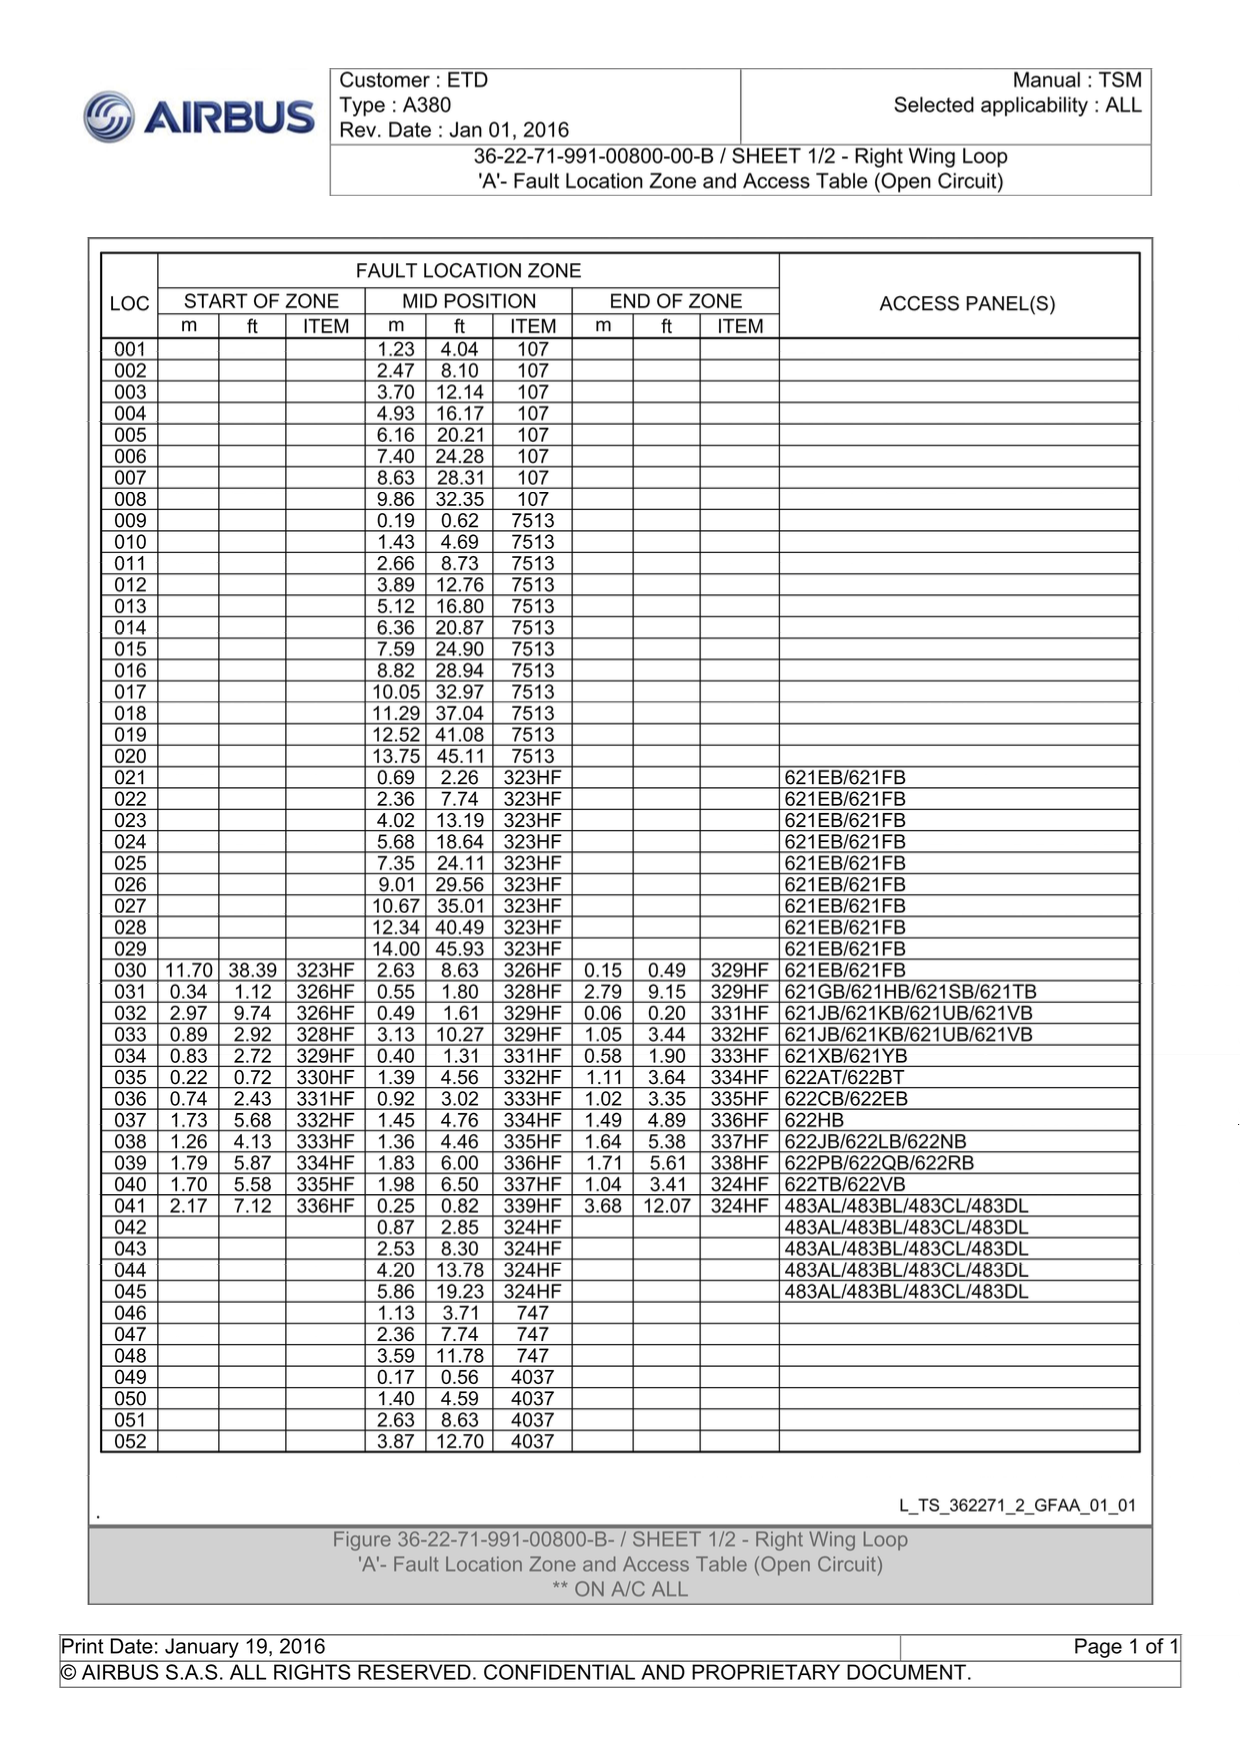 AIRBUS
Customer : ETD
Type : A380
Rev. Date : Jan 01, 2016
Manual : TSM
Selected applicability : ALL
36-22-71-991-00800-00-B / SHEET 1/2 - Right Wing Loop
'A'- Fault Location Zone and Access Table (Open Circuit)
FAULT LOCATION ZONE
LOC START OF ZONE MID POSITION END OF ZONE ACCESS PANEL(S)
m ft ITEM m ft ITEM m ft ITEM
001 1.23 4.04 107
002 2.47 8.10 107
003 3.70 12.14 107
004 4.93 16.17 107
005 6.16 20.21 107
006 7.40 24.28 107
007 8.63 28.31 107
008 9.86 32.35 107
009 0.19 0.62 7513
010 1.43 4.69 7513
011 2.66 8.73 7513
012 3.89 12.76 7513
013 5.12 16.80 7513
014 6.36 20.87 7513
015 7.59 24.90 7513
016 8.82 28.94 7513
017 10.05 32.97 7513
018 11.29 37.04 7513
019 12.52 41.08 7513
020 13.75 45.11 7513
021 0.69 2.26 323HF 621EB/621FB
022 2.36 7.74 323HF 621EB/621FB
023 4.02 13.19 323HF 621EB/621FB
024 5.68 18.64 323HF 621EB/621FB
025 7.35 24.11 323HF 621EB/621FB
026 9.01 29.56 323HF 621EB/621FB
027 10.67 35.01 323HF 621EB/621FB
028 12.34 40.49 323HF 621EB/621FB
029 14.00 45.93 323HF 621EB/621FB
030 11.70 38.39 323HF 2.63 8.63 326HF 0.15 0.49 329HF 621EB/621FB
031 0.34 1.12 326HF 0.55 1.80 328HF 2.79 9.15 329HF 621GB/621HB/621SB/621TB
032 2.97 9.74 326HF 0.49 1.61 329HF 0.06 0.20 331HF 621JB/621KB/621UB/621VB
033 0.89 2.92 328HF 3.13 10.27 329HF 1.05 3.44 332HF 621JB/621KB/621UB/621VB
034 0.83 2.72 329HF 0.40 1.31 331HF 0.58 1.90 333HF 621XB/621YB
035 0.22 0.72 330HF 1.39 4.56 332HF 1.11 3.64 334HF 622AT/622BT
036 0.74 2.43 331HF 0.92 3.02 333HF 1.02 3.35 335HF 622CB/622EB
037 1.73 5.68 332HF 1.45 4.76 334HF 1.49 4.89 336HF 622HB
038 1.26 4.13 333HF 1.36 4.46 335HF 1.64 5.38 337HF 622JB/622LB/622NB
039 1.79 5.87 334HF 1.83 6.00 336HF 1.71 5.61 338HF 622PB/622QB/622RB
040 1.70 5.58 335HF 1.98 6.50 337HF 1.04 3.41 324HF 622TB/622VB
041 2.17 7.12 336HF 0.25 0.82 339HF 3.68 12.07 324HF 483AL/483BL/483CL/483DL
042 0.87 2.85 324HF 483AL/483BL/483CL/483DL
043 2.53 8.30 324HF 483AL/483BL/483CL/483DL
044 4.20 13.78 324HF 483AL/483BL/483CL/483DL
045 5.86 19.23 324HF 483AL/483BL/483CL/483DL
046 1.13 3.71 747
047 2.36 7.74 747
048 3.59 11.78 747
049 0.17 0.56 4037
050 1.40 4.59 4037
051 2.63 8.63 4037
052 3.87 12.70 4037
L_TS_362271_2_GFAA_01_01
Figure 36-22-71-991-00800-B- / SHEET 1/2 - Right Wing Loop
'A'- Fault Location Zone and Access Table (Open Circuit)
** ON A/C ALL
Print Date: January 19, 2016 Page 1 of 1
© AIRBUS S.A.S. ALL RIGHTS RESERVED. CONFIDENTIAL AND PROPRIETARY DOCUMENT.